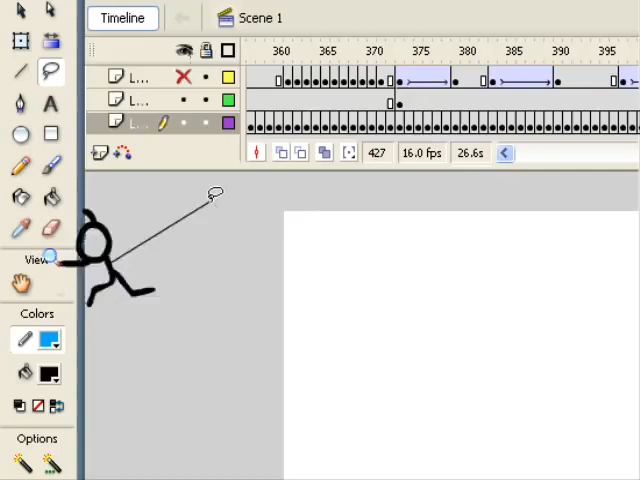 Timeline
Scene 1
360 365 370 375 380 385 390 395
L...
L...
L...
427 16.0 fps 26.6s
A
View
Colors
Options